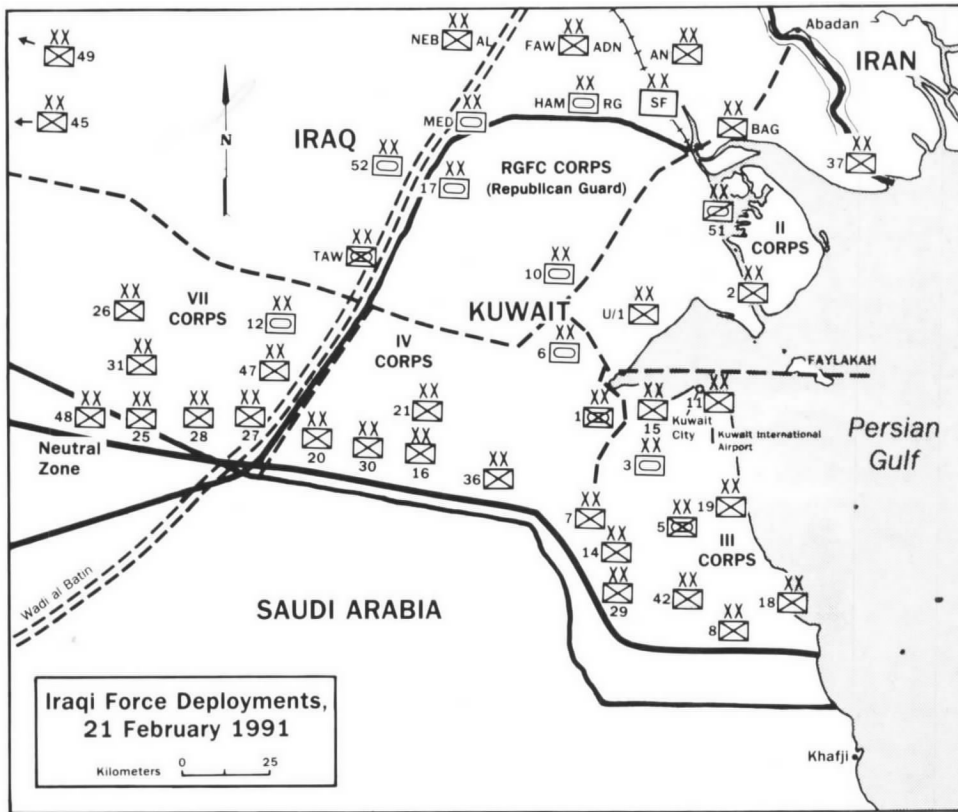 XX
49
XX
45
N
NEB XX AL
XX
FAW ADN
XX
AN
Abadan
IRAN
IRAQ
XX
MED
XX
HAM RG
XX
SF
XX
BAG
XX
37
XX
52
XX
17
RGFC CORPS
(Republican Guard)
XX
51
II
CORPS
XX
TAW
XX
10
XX
2
XX
26
VII
CORPS
XX
12
KUWAIT
XX
U/1
IV
CORPS
XX
6
FAYLAKAH
XX
31
XX
47
XX
48
XX
25
XX
28
XX
27
XX
21
XX
1
XX
15
XX
11
Kuwait
City
Kuwait International
Airport
Persian
Gulf
Neutral
Zone
XX
20
XX
30
XX
16
XX
36
XX
3
XX
7
XX
5
XX
19
III
CORPS
XX
14
XX
29
XX
42
XX
18
XX
8
Wadi al Batin
SAUDI ARABIA
Iraqi Force Deployments,
21 February 1991
Kilometers 0 25
Khafji